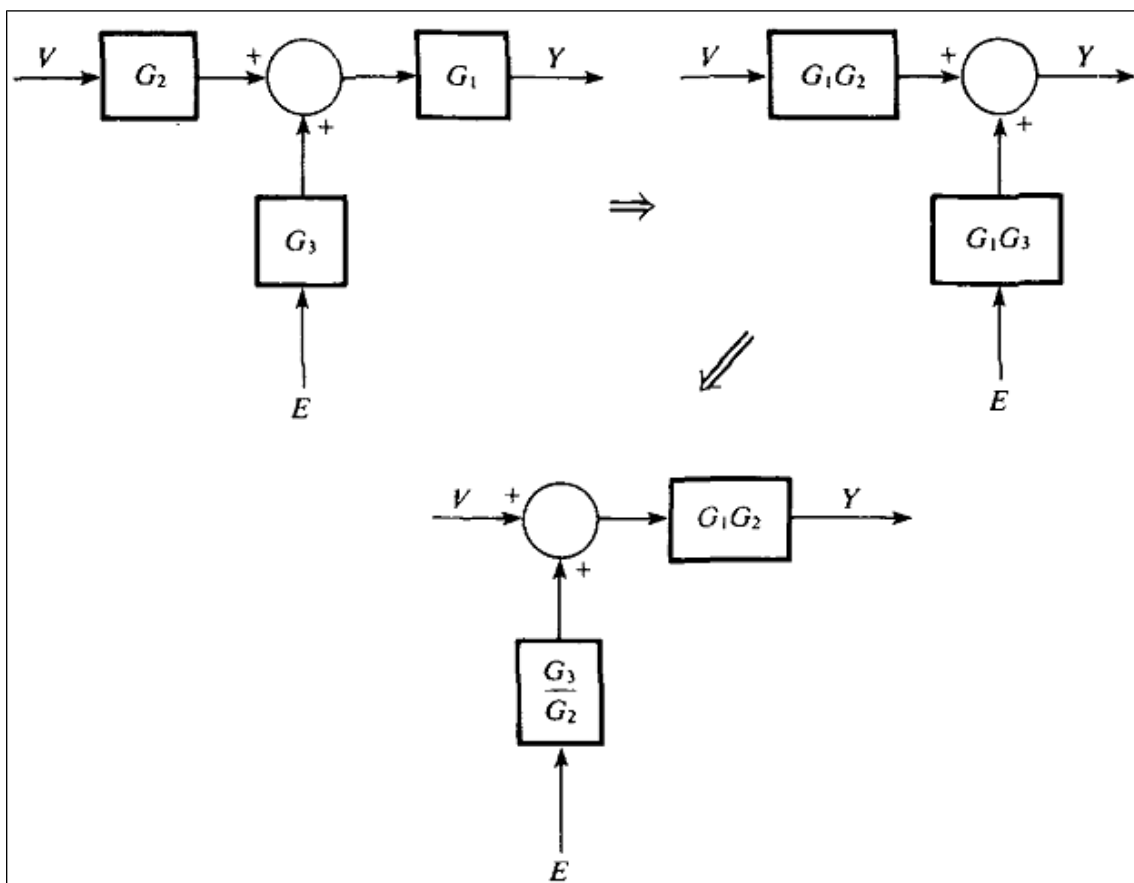 V G₂ + + G₁ Y
G₃
E
⇒
V G₁G₂ + + Y
G₁G₃
E
V + + G₁G₂ Y
G₃
G₂
E